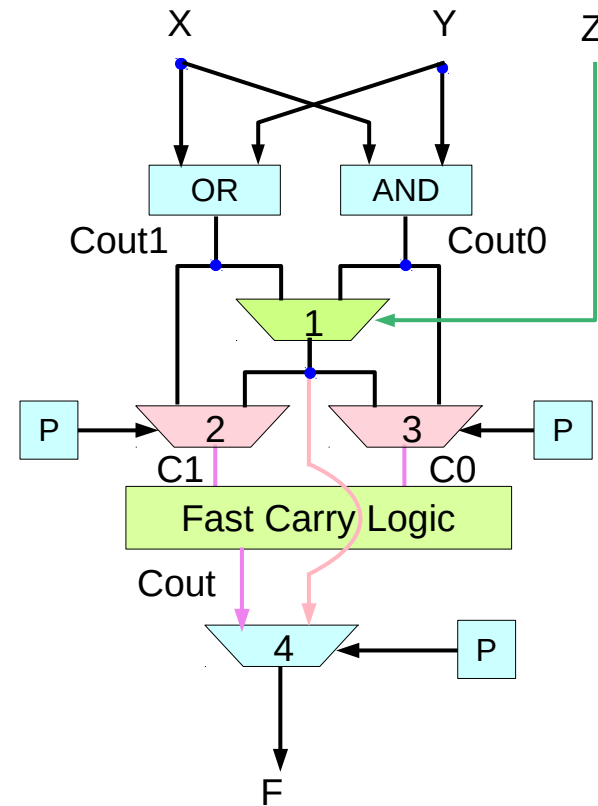 X Y Z
OR AND
Cout1 Cout0
1
P 2 3 P
C1 C0
Fast Carry Logic
Cout
4 P
F